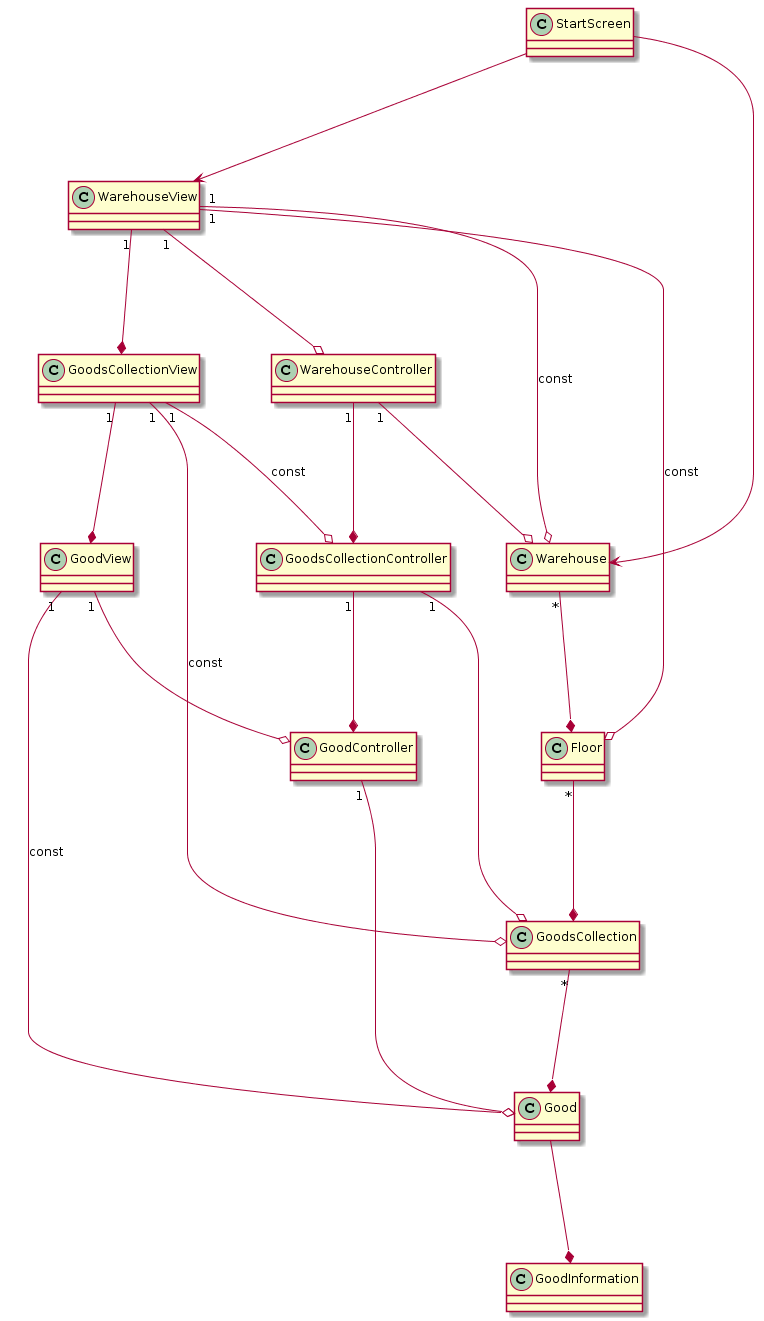 C StartScreen
C WarehouseView
1
1
1
1
C GoodsCollectionView
C WarehouseController
const
1
1
1
1
1
const
const
C GoodView
C GoodsCollectionController
C Warehouse
1
1
1
1
*
const
C GoodController
C Floor
1
*
const
C GoodsCollection
*
C Good
C GoodInformation